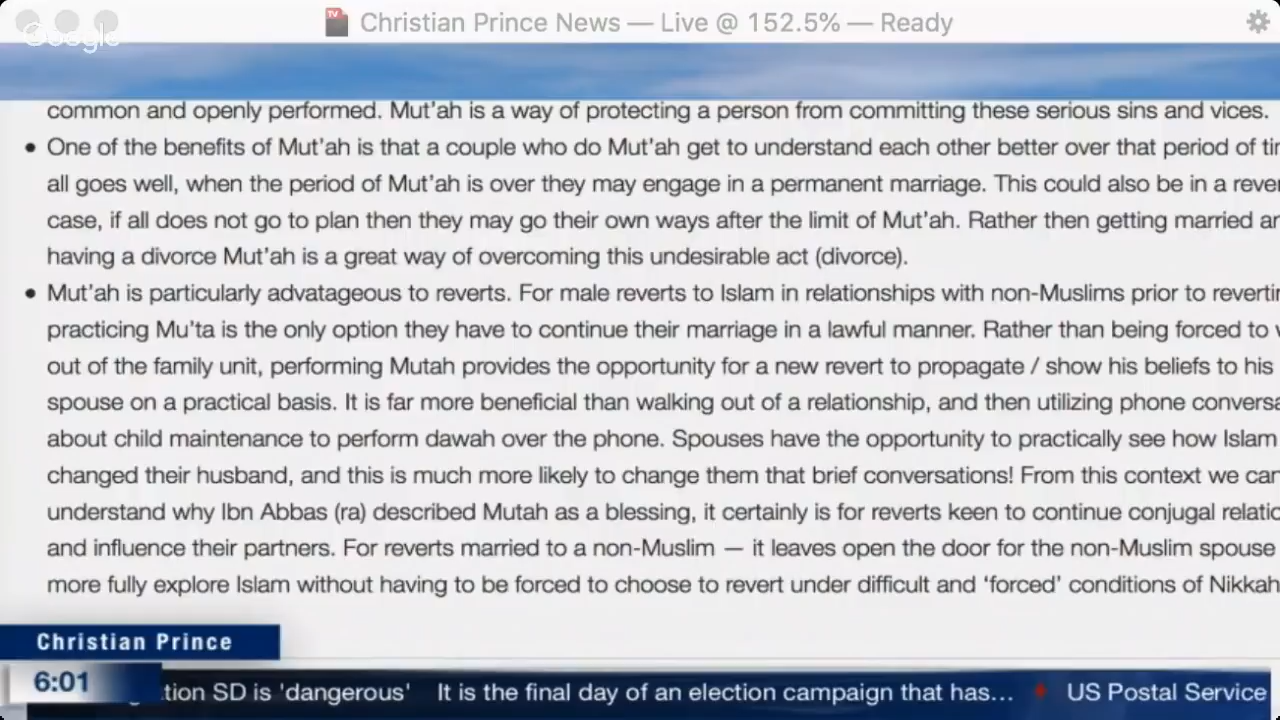 TV Christian Prince News — Live @ 152.5% — Ready
Google
common and openly performed. Mut'ah is a way of protecting a person from committing these serious sins and vices.
• One of the benefits of Mut'ah is that a couple who do Mut'ah get to understand each other better over that period of
all goes well, when the period of Mut'ah is over they may engage in a permanent marriage. This could also be in a
case, if all does not go to plan then they may go their own ways after the limit of Mut'ah. Rather then getting married
having a divorce Mut'ah is a great way of overcoming this undesirable act (divorce).
• Mut'ah is particularly advatageous to reverts. For male reverts to Islam in relationships with non-Muslims prior to
practicing Mu'ta is the only option they have to continue their marriage in a lawful manner. Rather than being forced to
out of the family unit, performing Mutah provides the opportunity for a new revert to propagate / show his beliefs to his
spouse on a practical basis. It is far more beneficial than walking out of a relationship, and then utilizing phone
about child maintenance to perform dawah over the phone. Spouses have the opportunity to practically see how Islam
changed their husband, and this is much more likely to change them that brief conversations! From this context we can
understand why Ibn Abbas (ra) described Mutah as a blessing, it certainly is for reverts keen to continue conjugal
and influence their partners. For reverts married to a non-Muslim — it leaves open the door for the non-Muslim spouse
more fully explore Islam without having to be forced to choose to revert under difficult and 'forced' conditions of Nikkah
Christian Prince
6:01
tion SD is 'dangerous' It is the final day of an election campaign that has... US Postal Service